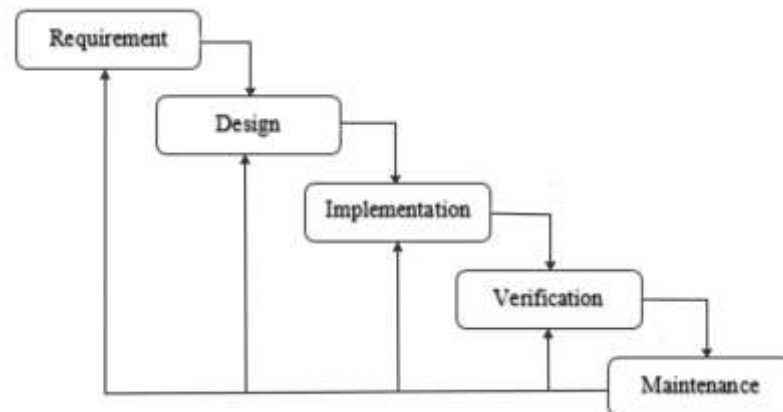 Requirement
Design
Implementation
Verification
Maintenance